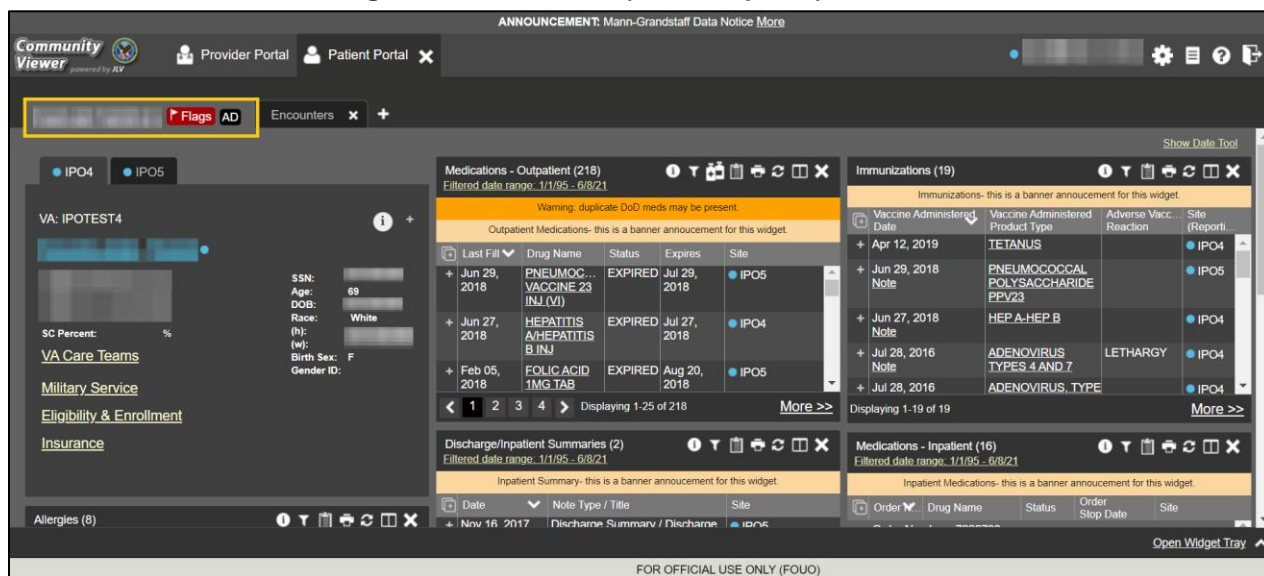 ANNOUNCEMENT: Mann-Grandstaff Data Notice More
Community Viewer powered by JLV
Provider Portal
Patient Portal
Flags AD
Encounters
Show Date Tool
IPO4
IPO5
VA: IPOTEST4
SSN:
Age: 69
DOB:
Race: White
(h):
(w):
Birth Sex: F
Gender ID:
SC Percent: %
VA Care Teams
Military Service
Eligibility & Enrollment
Insurance
Allergies (8)
Medications - Outpatient (218)
Filtered date range: 1/1/95 - 6/8/21
Warning: duplicate DoD meds may be present.
Outpatient Medications- this is a banner announcement for this widget.
Last Fill Drug Name Status Expires Site
+ Jun 29, 2018 PNEUMOC... VACCINE 23 INJ (VI) EXPIRED Jul 29, 2018 IPO5
+ Jun 27, 2018 HEPATITIS A/HEPATITIS B INJ EXPIRED Jul 27, 2018 IPO4
+ Feb 05, 2018 FOLIC ACID 1MG TAB EXPIRED Aug 20, 2018 IPO5
1 2 3 4 Displaying 1-25 of 218 More >>
Discharge/Inpatient Summaries (2)
Filtered date range: 1/1/95 - 6/8/21
Inpatient Summary- this is a banner annoucement for this widget.
Date Note Type / Title Site
+ Nov 16, 2017 Discharge Summary / Discharge IPO5
Immunizations (19)
Immunizations- this is a banner annoucement for this widget.
Vaccine Administered Date Vaccine Administered Product Type Adverse Vacc... Reaction Site (Reporti...
+ Apr 12, 2019 TETANUS IPO4
+ Jun 29, 2018 Note PNEUMOCOCCAL POLYSACCHARIDE PPV23 IPO5
+ Jun 27, 2018 Note HEP A-HEP B IPO4
+ Jul 28, 2016 Note ADENOVIRUS TYPES 4 AND 7 LETHARGY IPO4
+ Jul 28, 2016 ADENOVIRUS, TYPE IPO4
Displaying 1-19 of 19 More >>
Medications - Inpatient (16)
Filtered date range: 1/1/95 - 6/8/21
Inpatient Medications- this is a banner annoucement for this widget.
Order N... Drug Name Status Order Stop Date Site
Open Widget Tray
FOR OFFICIAL USE ONLY (FOUO)